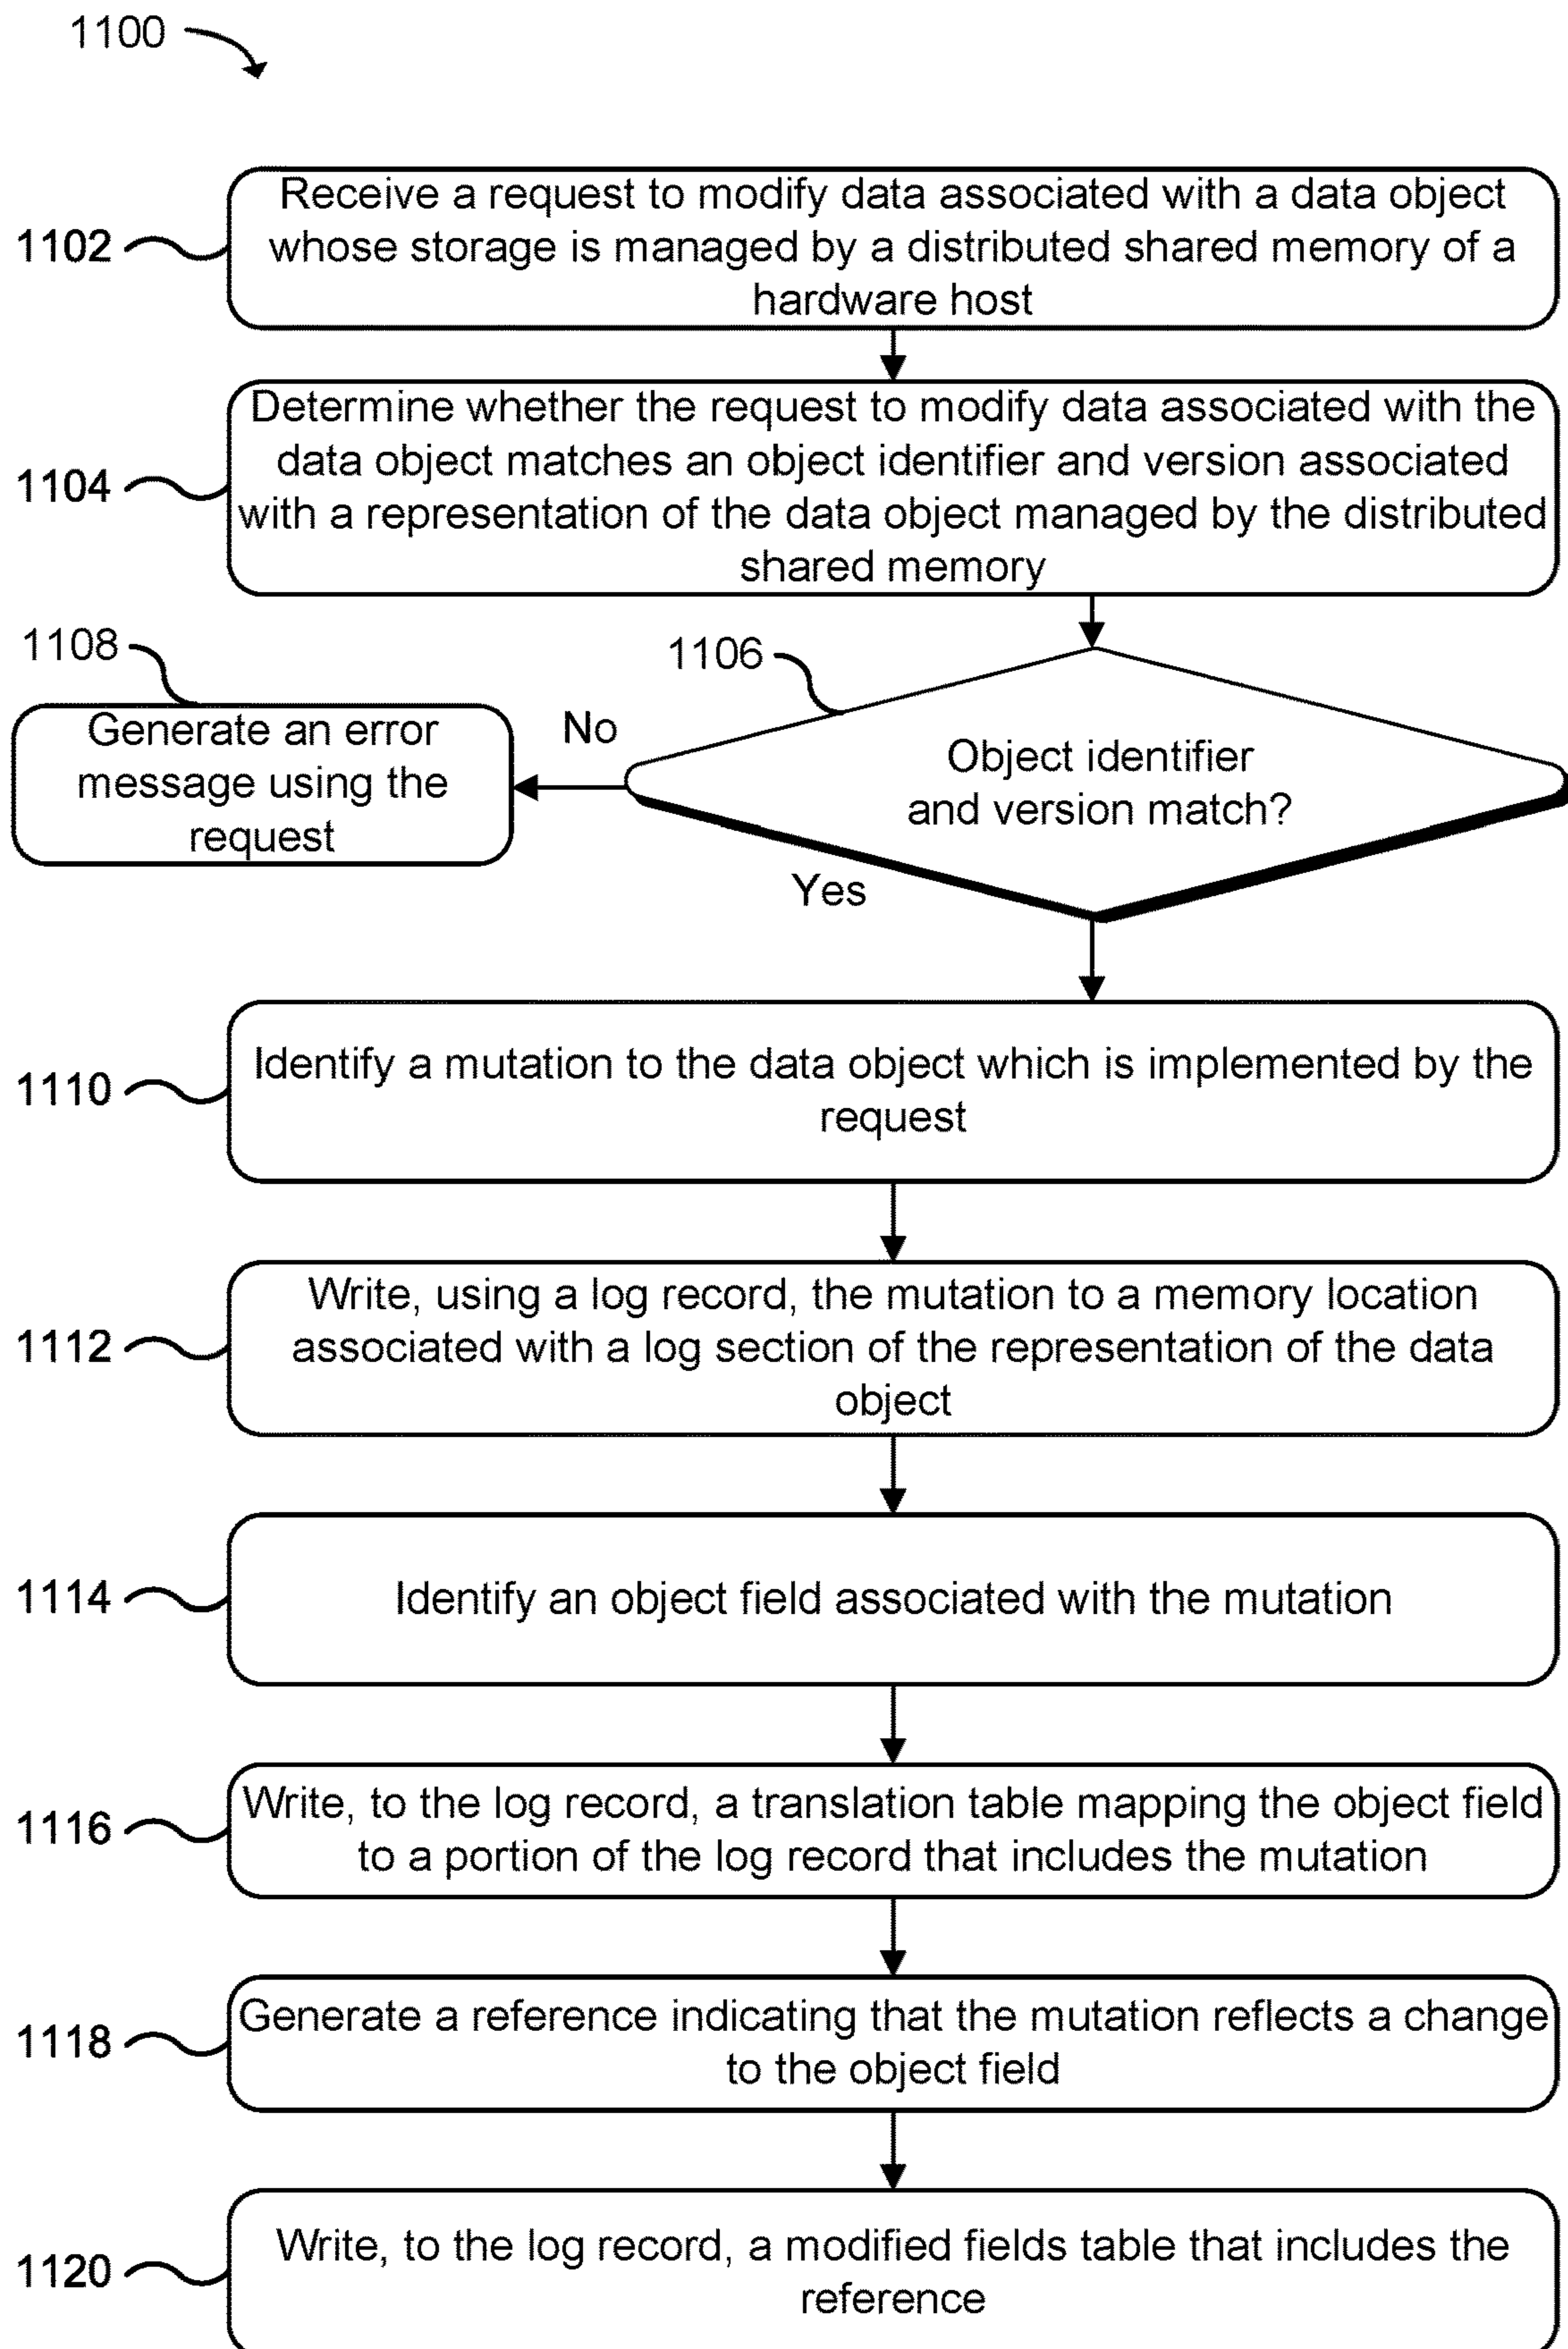 1100
1102
Receive a request to modify data associated with a data object
whose storage is managed by a distributed shared memory of a
hardware host
1104
Determine whether the request to modify data associated with the
data object matches an object identifier and version associated
with a representation of the data object managed by the distributed
shared memory
1108
Generate an error
message using the
request
No
1106
Object identifier
and version match?
Yes
1110
Identify a mutation to the data object which is implemented by the
request
1112
Write, using a log record, the mutation to a memory location
associated with a log section of the representation of the data
object
1114
Identify an object field associated with the mutation
1116
Write, to the log record, a translation table mapping the object field
to a portion of the log record that includes the mutation
1118
Generate a reference indicating that the mutation reflects a change
to the object field
1120
Write, to the log record, a modified fields table that includes the
reference